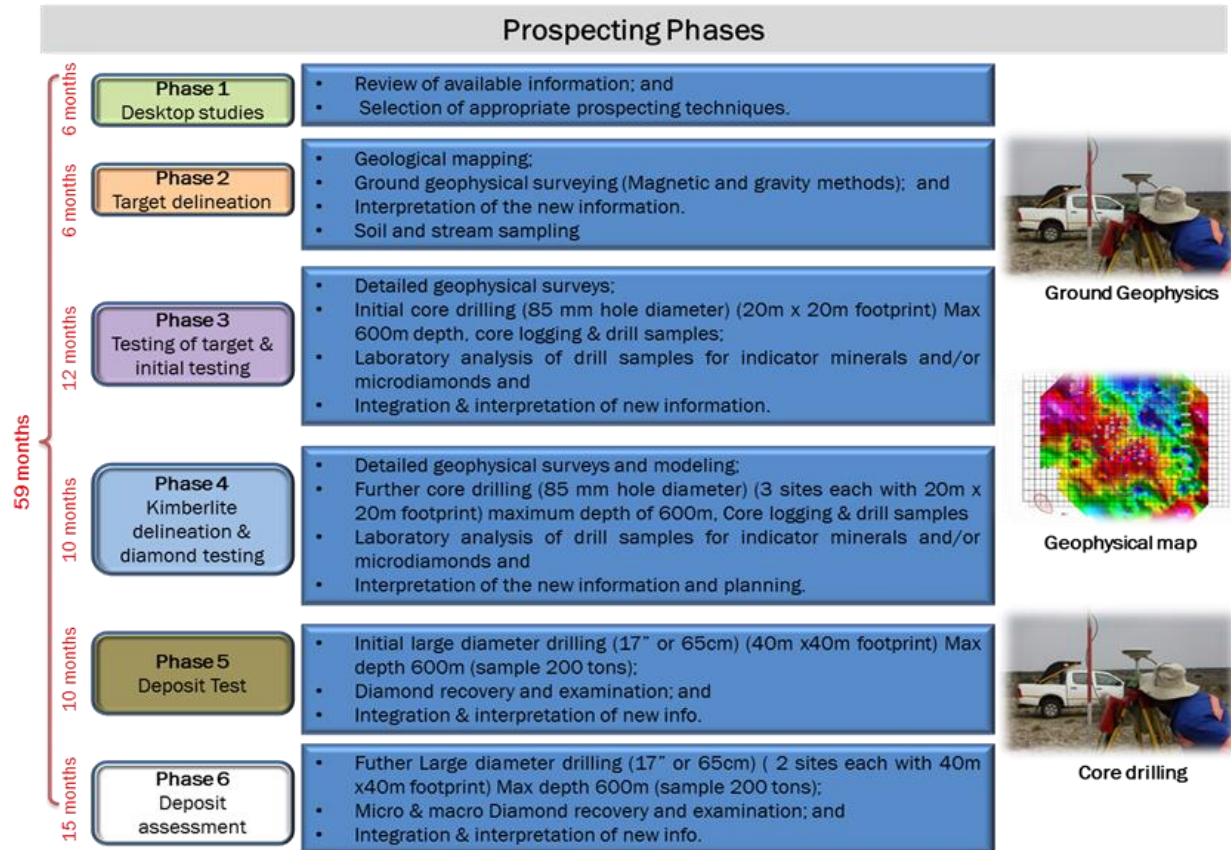 Prospecting Phases
59 months
6 months
Phase 1
Desktop studies
• Review of available information; and
• Selection of appropriate prospecting techniques.
6 months
Phase 2
Target delineation
• Geological mapping;
• Ground geophysical surveying (Magnetic and gravity methods); and
• Interpretation of the new information.
• Soil and stream sampling
Ground Geophysics
12 months
Phase 3
Testing of target &
initial testing
• Detailed geophysical surveys;
• Initial core drilling (85 mm hole diameter) (20m x 20m footprint) Max
600m depth, core logging & drill samples;
• Laboratory analysis of drill samples for indicator minerals and/or
microdiamonds and
• Integration & interpretation of new information.
10 months
Phase 4
Kimberlite
delineation &
diamond testing
• Detailed geophysical surveys and modeling;
• Further core drilling (85 mm hole diameter) (3 sites each with 20m x
20m footprint) maximum depth of 600m, Core logging & drill samples
• Laboratory analysis of drill samples for indicator minerals and/or
microdiamonds and
• Interpretation of the new information and planning.
Geophysical map
10 months
Phase 5
Deposit Test
• Initial large diameter drilling (17” or 65cm) (40m x40m footprint) Max
depth 600m (sample 200 tons);
• Diamond recovery and examination; and
• Integration & interpretation of new info.
Core drilling
15 months
Phase 6
Deposit
assessment
• Futher Large diameter drilling (17” or 65cm) ( 2 sites each with 40m
x40m footprint) Max depth 600m (sample 200 tons);
• Micro & macro Diamond recovery and examination; and
• Integration & interpretation of new info.